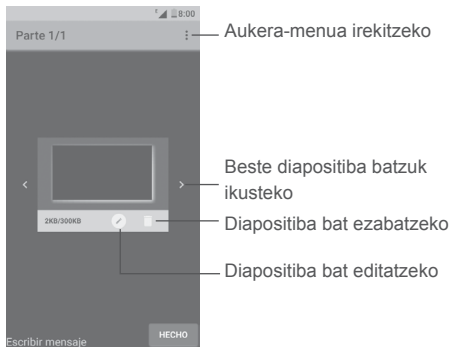 8:00
Parte 1/1
Aukera-menua irekitzeko
Beste diapositiba batzuk
ikusteko
2KB/300KB
Diapositiba bat ezabatzeko
Diapositiba bat editatzeko
HECHO
Escribir mensaje